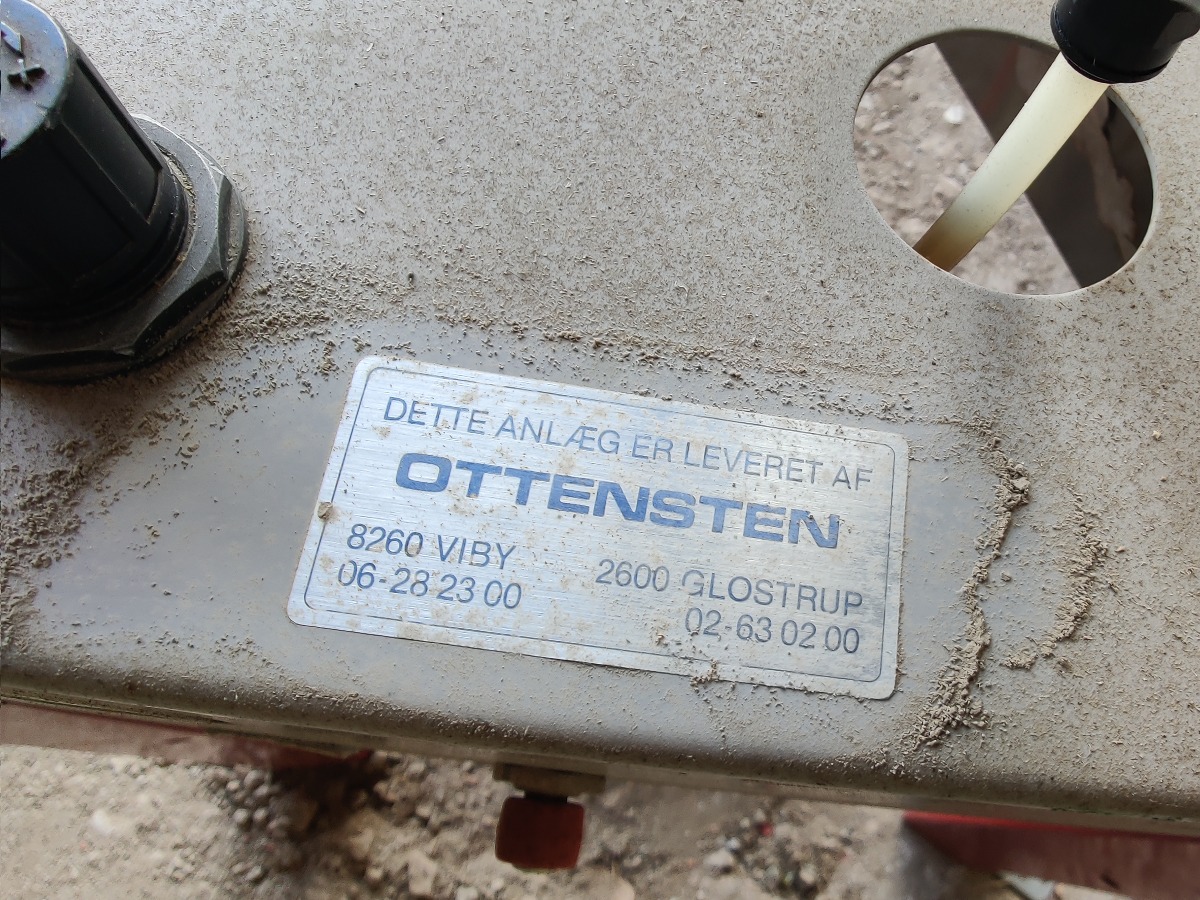 DETTE ANLÆG ER LEVERET AF
OTTENSTEN
8260 VIBY
06-28 23 00
2600 GLOSTRUP
02 63 02 00